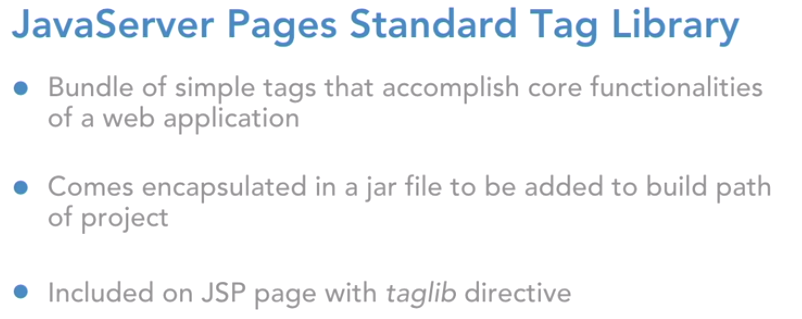 JavaServer Pages Standard Tag Library
• Bundle of simple tags that accomplish core functionalities
of a web application
• Comes encapsulated in a jar file to be added to build path
of project
• Included on JSP page with taglib directive